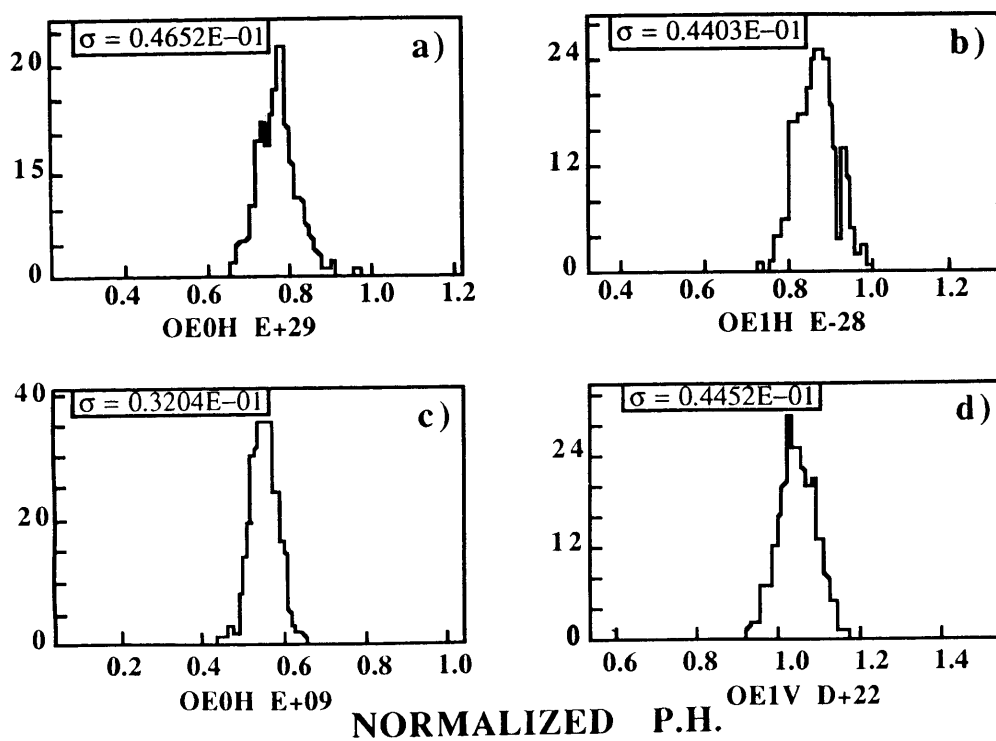 σ = 0.4652E–01
a)
20
15
0
0.4 0.6 0.8 1.0 1.2
OE0H E+29
σ = 0.4403E–01
b)
24
12
0
0.4 0.6 0.8 1.0
OE1H E-28
σ = 0.3204E–01
c)
40
20
0
0.2 0.4 0.6 0.8 1.0
OE0H E+09
σ = 0.4452E–01
d)
24
12
0
0.6 0.8 1.0 1.2 1.4
OE1V D+22
NORMALIZED P.H.